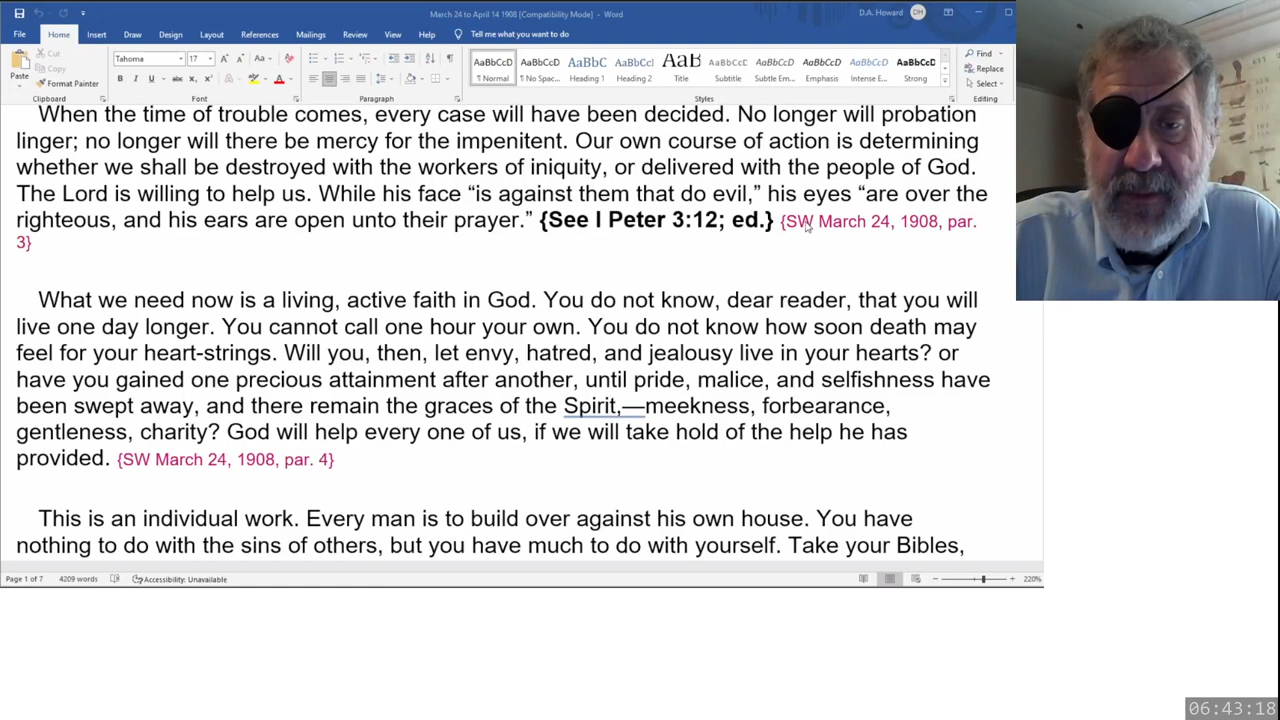 March 24 to April 14 1908 [Compatibility Mode] - Word
D.A. Howard DH
File Home Insert Draw Design Layout References Mailings Review View Help Tell me what you want to do
Paste
Cut
Copy
Format Painter
Clipboard
Tahoma 17
Font
Paragraph
AaBbCcD AaBbCcD AaBbC AaBbCcl AaB AaBbCcD AaBbCcD AaBbCcD AaBbCcD AaBbCcD
¶ Normal ¶ No Spac... Heading 1 Heading 2 Title Subtitle Subtle Em... Emphasis Intense E... Strong
Styles
Find
Replace
Select
Editing
When the time of trouble comes, every case will have been decided. No longer will probation
linger; no longer will there be mercy for the impenitent. Our own course of action is determining
whether we shall be destroyed with the workers of iniquity, or delivered with the people of God.
The Lord is willing to help us. While his face “is against them that do evil,” his eyes “are over the
righteous, and his ears are open unto their prayer.” {See I Peter 3:12; ed.} {SW March 24, 1908, par.
3}
What we need now is a living, active faith in God. You do not know, dear reader, that you will
live one day longer. You cannot call one hour your own. You do not know how soon death may
feel for your heart-strings. Will you, then, let envy, hatred, and jealousy live in your hearts? or
have you gained one precious attainment after another, until pride, malice, and selfishness have
been swept away, and there remain the graces of the Spirit,—meekness, forbearance,
gentleness, charity? God will help every one of us, if we will take hold of the help he has
provided. {SW March 24, 1908, par. 4}
This is an individual work. Every man is to build over against his own house. You have
nothing to do with the sins of others, but you have much to do with yourself. Take your Bibles,
Page 1 of 7 4209 words Accessibility: Unavailable 220%
06:43:18